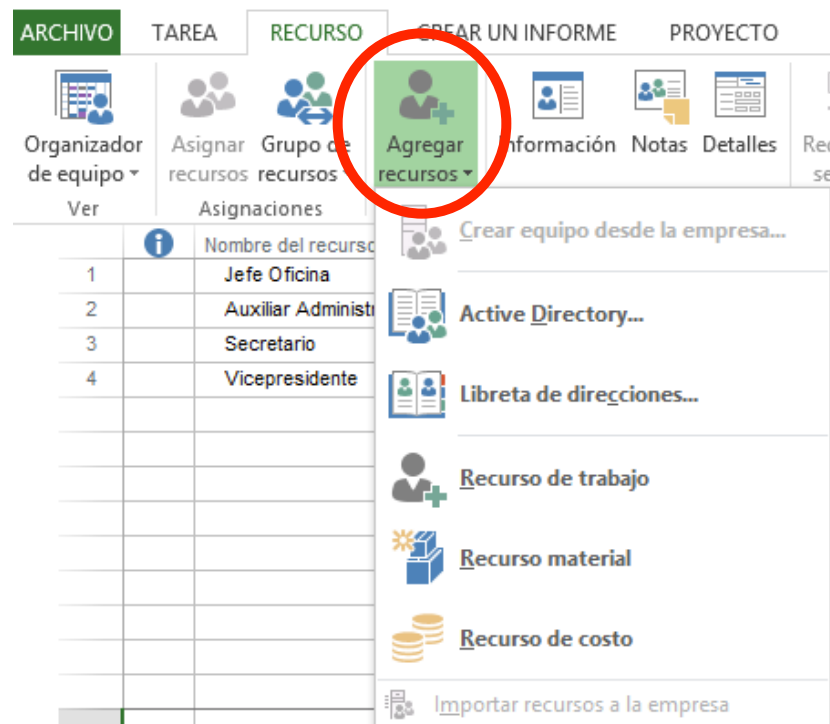 ARCHIVO TAREA RECURSO CREAR UN INFORME PROYECTO
Organizador de equipo
Asignar recursos
Grupo de recursos
Agregar recursos
Información
Notas
Detalles
Ver
Asignaciones
Nombre del recurso
1 Jefe Oficina
2 Auxiliar Administ
3 Secretario
4 Vicepresidente
Crear equipo desde la empresa...
Active Directory...
Libreta de direcciones...
Recurso de trabajo
Recurso material
Recurso de costo
Importar recursos a la empresa